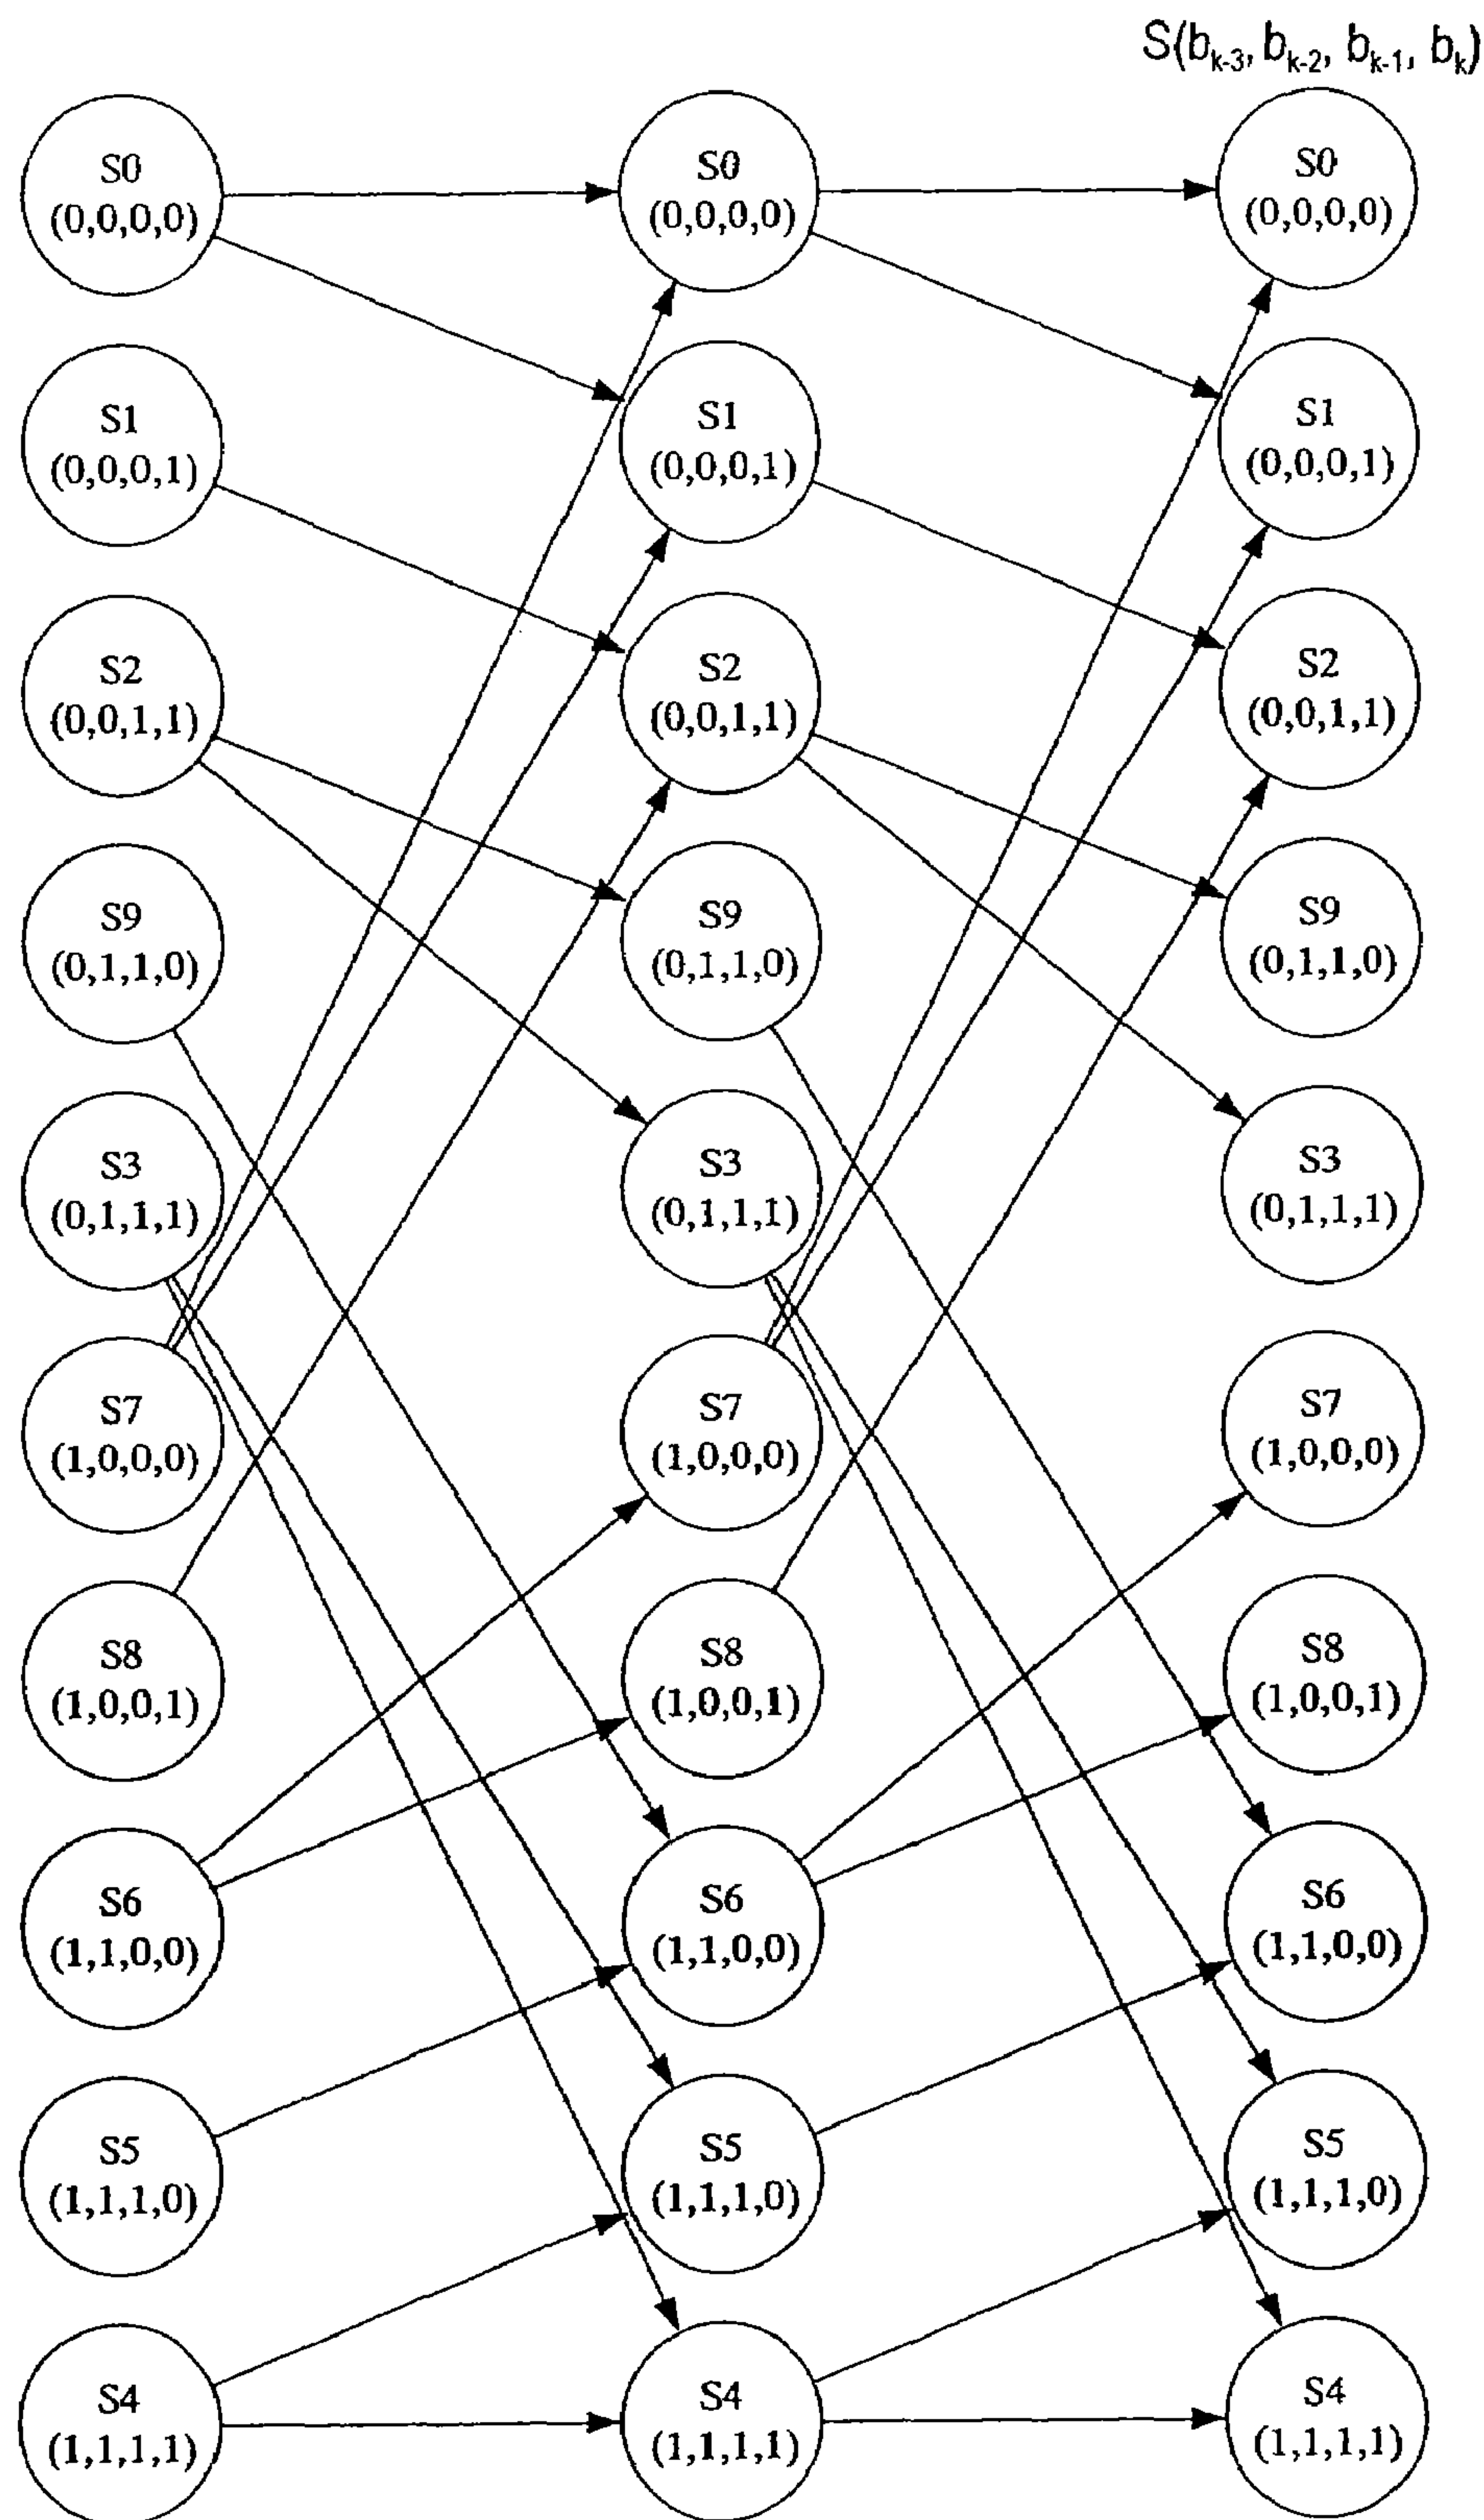 S(b_{k-3}, b_{k-2}, b_{k-1}, b_k)
S0 S0 S0
(0,0,0,0) (0,0,0,0) (0,0,0,0)
S1 S1 S1
(0,0,0,1) (0,0,0,1) (0,0,0,1)
S2 S2 S2
(0,0,1,1) (0,0,1,1) (0,0,1,1)
S9 S9 S9
(0,1,1,0) (0,1,1,0) (0,1,1,0)
S3 S3 S3
(0,1,1,1) (0,1,1,1) (0,1,1,1)
S7 S7 S7
(1,0,0,0) (1,0,0,0) (1,0,0,0)
S8 S8 S8
(1,0,0,1) (1,0,0,1) (1,0,0,1)
S6 S6 S6
(1,1,0,0) (1,1,0,0) (1,1,0,0)
S5 S5 S5
(1,1,1,0) (1,1,1,0) (1,1,1,0)
S4 S4 S4
(1,1,1,1) (1,1,1,1) (1,1,1,1)